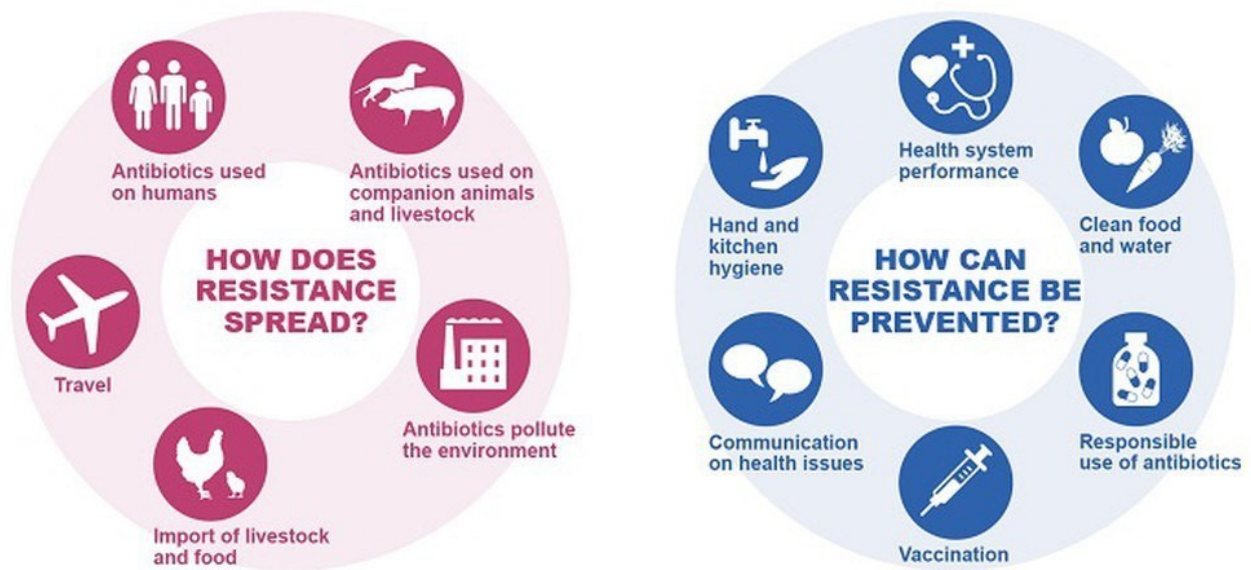 HOW DOES
RESISTANCE
SPREAD?
Antibiotics used
on humans
Antibiotics used on
companion animals
and livestock
Antibiotics pollute
the environment
Import of livestock
and food
Travel
HOW CAN
RESISTANCE BE
PREVENTED?
Health system
performance
Clean food
and water
Responsible
use of antibiotics
Vaccination
Communication
on health issues
Hand and
kitchen
hygiene